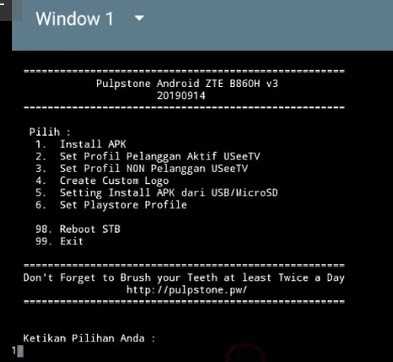 Window 1
=====================================================
Pulpstone Android ZTE B860H v3
20190914
=====================================================
Pilih :
1. Install APK
2. Set Profil Pelanggan Aktif USeeTV
3. Set Profil NON Pelanggan USeeTV
4. Create Custom Logo
5. Setting Install APK dari USB/MicroSD
6. Set Playstore Profile
98. Reboot STB
99. Exit
=====================================================
Don't Forget to Brush your Teeth at least Twice a Day
http://pulpstone.pw/
=====================================================
Ketikan Pilihan Anda :
1